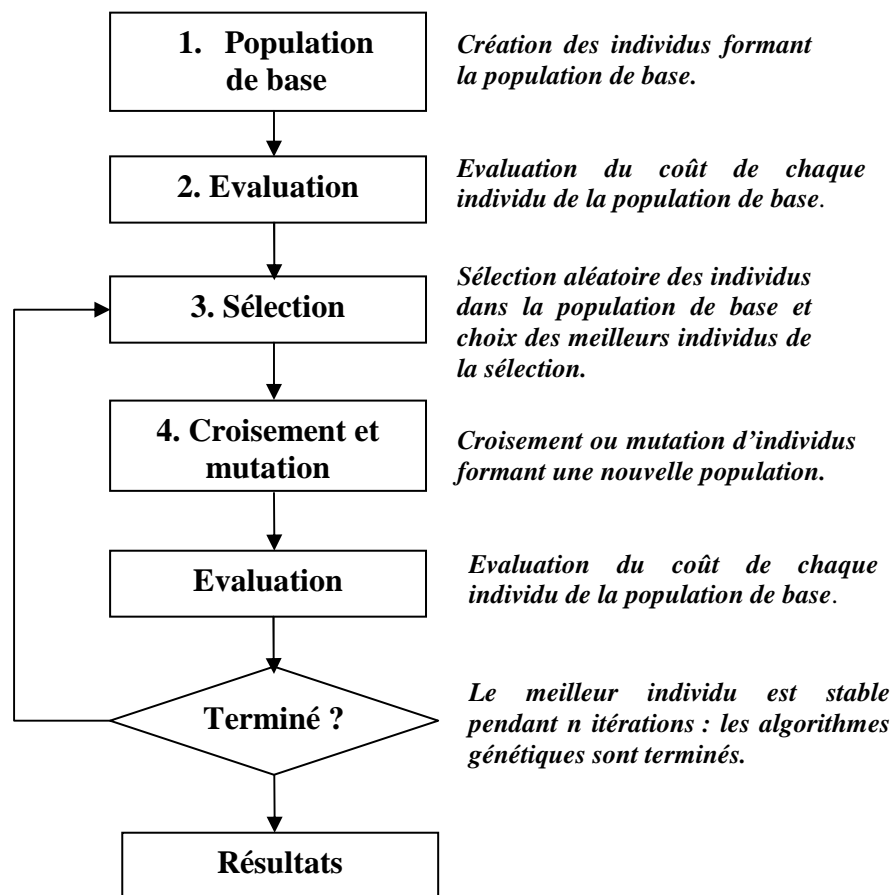 1. Population
de base
Création des individus formant
la population de base.
2. Evaluation
Evaluation du coût de chaque
individu de la population de base.
3. Sélection
Sélection aléatoire des individus
dans la population de base et
choix des meilleurs individus de
la sélection.
4. Croisement et
mutation
Croisement ou mutation d’individus
formant une nouvelle population.
Evaluation
Evaluation du coût de chaque
individu de la population de base.
Terminé ?
Le meilleur individu est stable
pendant n itérations : les algorithmes
génétiques sont terminés.
Résultats